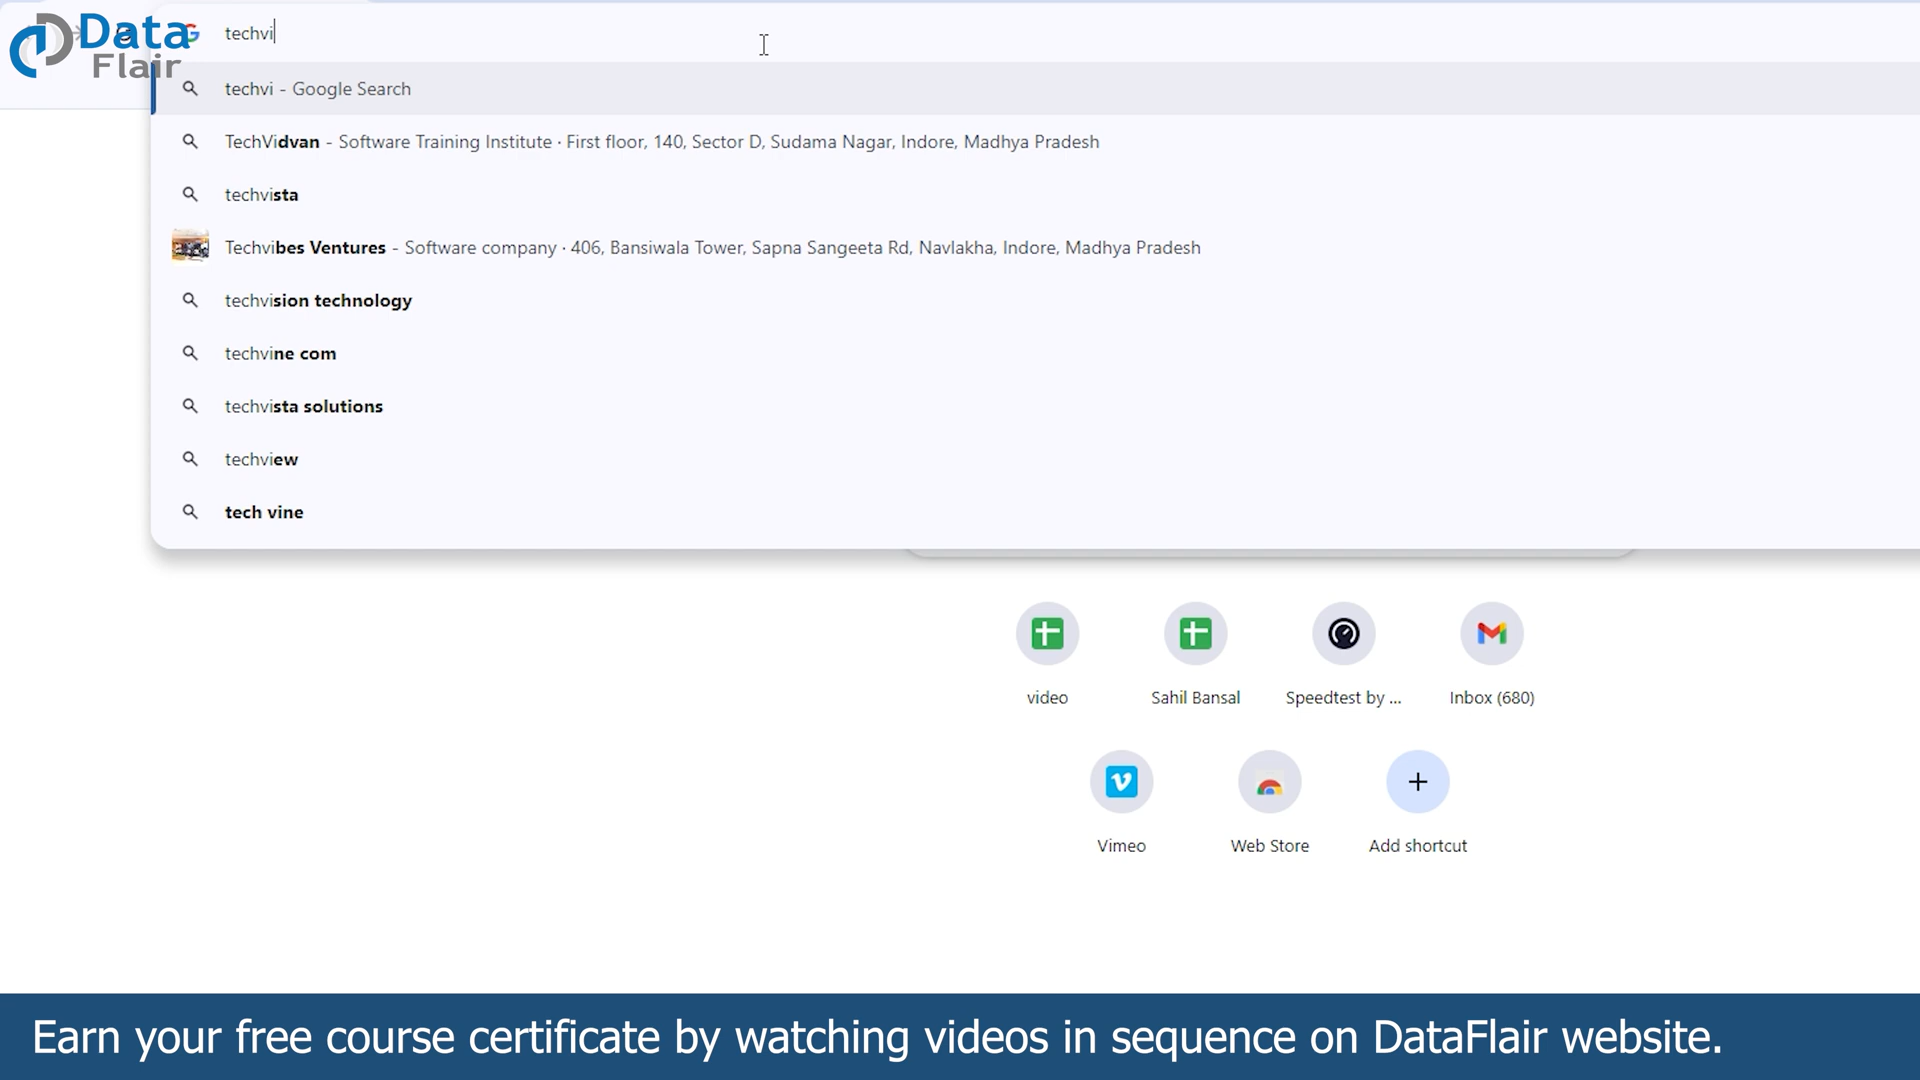 Data
Flair
techvi
techvi - Google Search
TechVidvan - Software Training Institute · First floor, 140, Sector D, Sudama Nagar, Indore, Madhya Pradesh
techvista
Techvibes Ventures - Software company · 406, Bansiwala Tower, Sapna Sangeeta Rd, Navlakha, Indore, Madhya Pradesh
techvision technology
techvine com
techvista solutions
techview
tech vine
video
Sahil Bansal
Speedtest by ...
Inbox (680)
Vimeo
Web Store
Add shortcut
Earn your free course certificate by watching videos in sequence on DataFlair website.